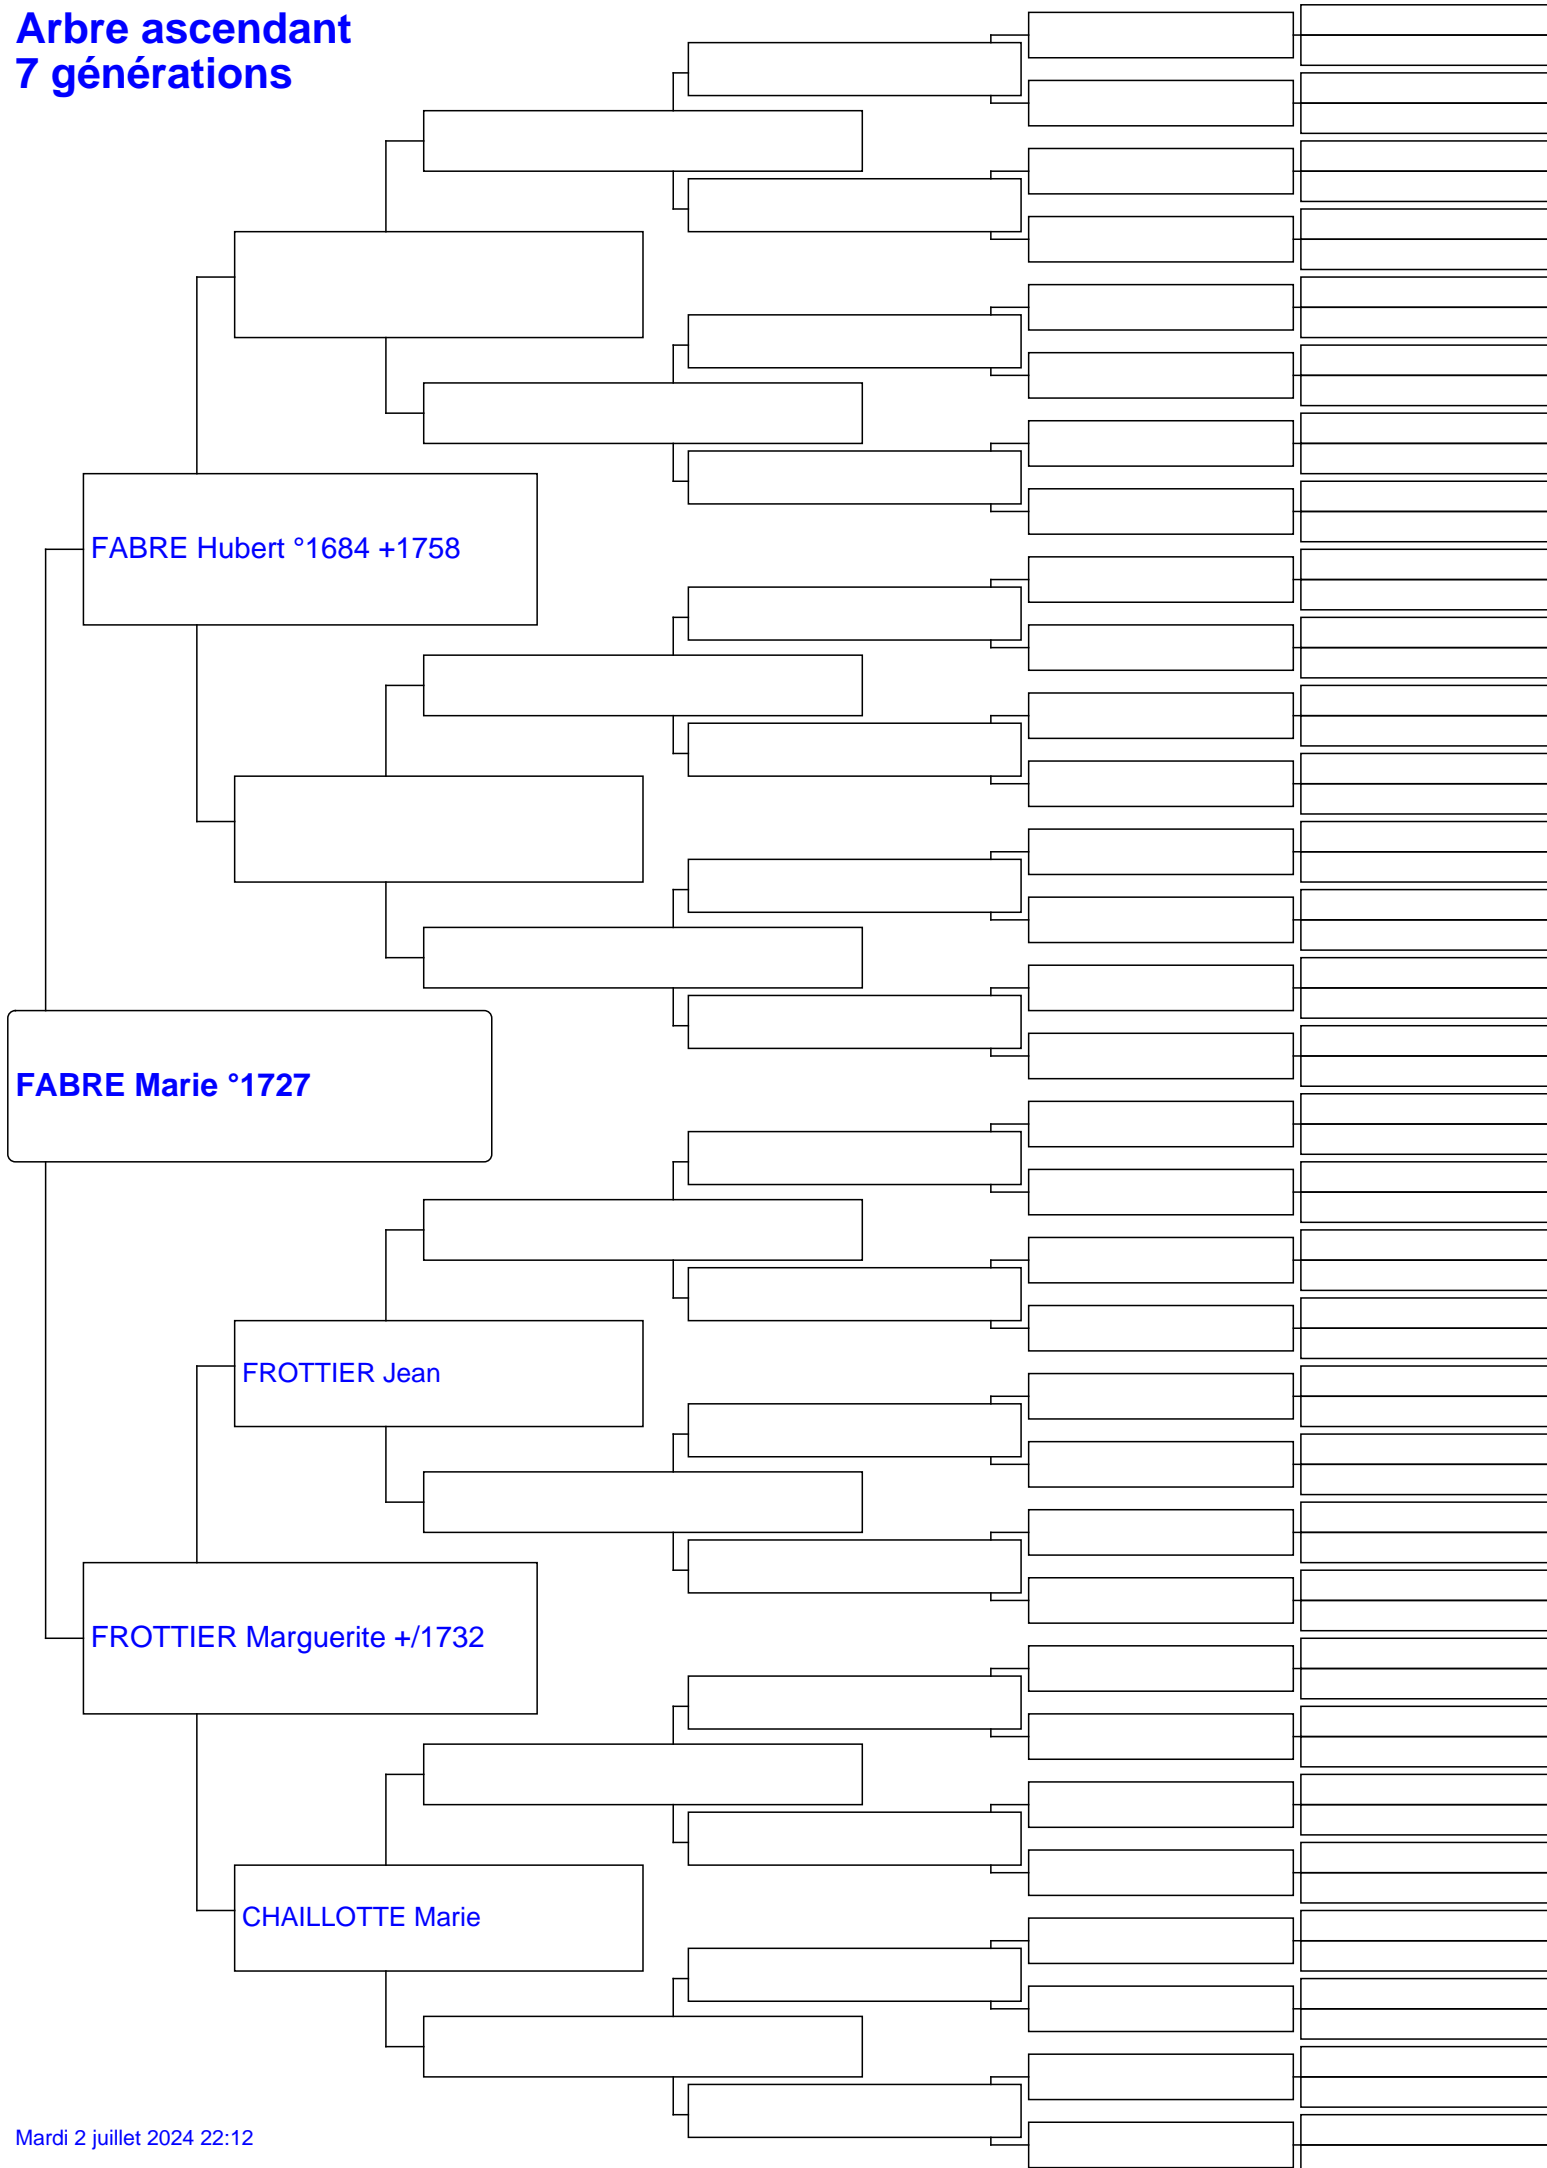 Arbre ascendant
7 générations
FABRE Hubert °1684 +1758
FABRE Marie °1727
FROTTIER Jean
FROTTIER Marguerite +/1732
CHAILLOTTE Marie
Mardi 2 juillet 2024 22:12